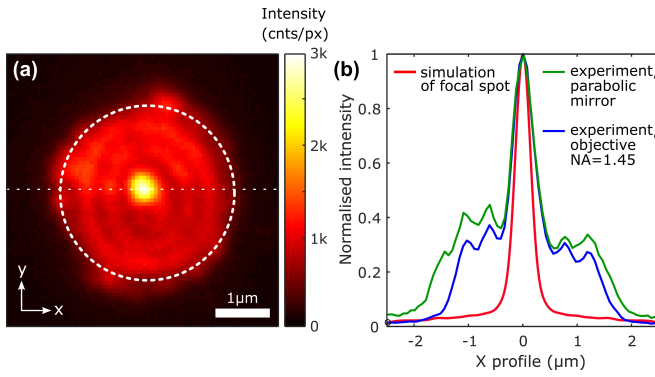 Intensity
(cnts/px)
(a)
3k
2k
1k
0
y
x
1μm
(b)
Normalised intnensity
1
0.8
0.6
0.4
0.2
0
simulation
of focal spot
experiment,
parabolic
mirror
experiment,
objective
NA=1.45
-2
-1
0
1
2
X profile (μm)